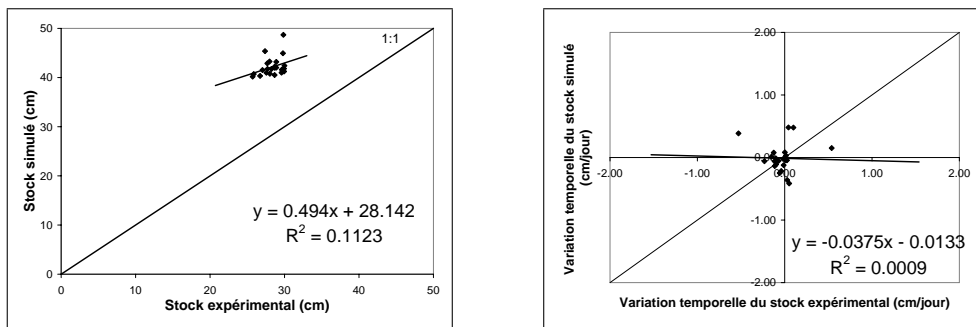 50
40
30
20
10
0
Stock simulé (cm)
1:1
y = 0.494x + 28.142
R² = 0.1123
0 10 20 30 40 50
Stock expérimental (cm)
Variation temporelle du stock simulé
(cm/jour)
2.00
1.00
0.00
-2.00 -1.00 0.00 1.00 2.00
-1.00
y = -0.0375x - 0.0133
R² = 0.0009
-2.00
Variation temporelle du stock expérimental (cm/jour)